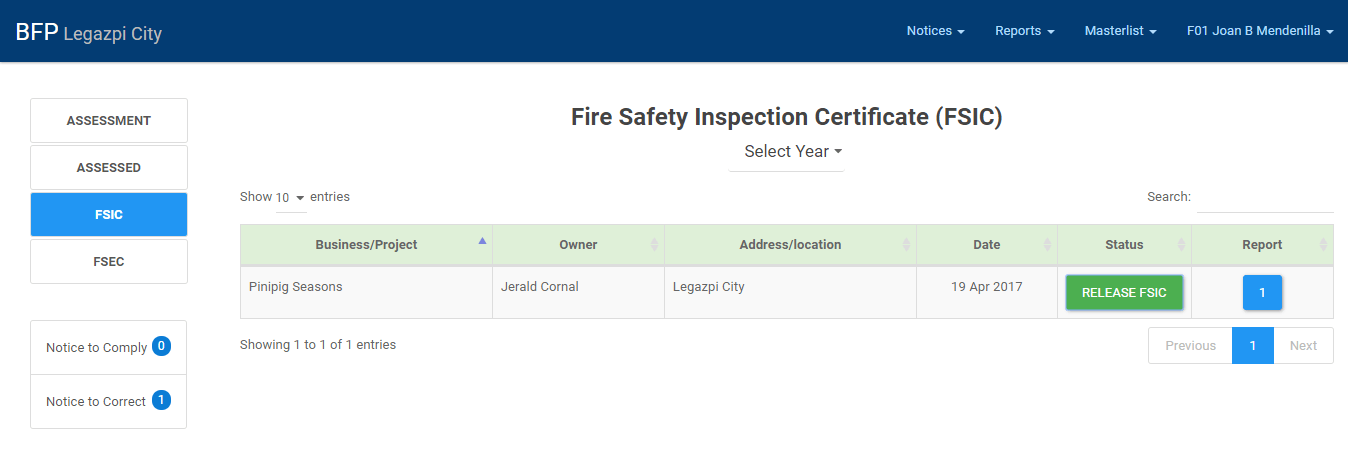 BFP Legazpi City
Notices Reports Masterlist F01 Joan B Mendenilla
ASSESSMENT
ASSESSED
FSIC
FSEC
Notice to Comply 0
Notice to Correct 1
Fire Safety Inspection Certificate (FSIC)
Select Year
Show 10 entries
Search:
Business/Project Owner Address/location Date Status Report
Pinipig Seasons Jerald Cornal Legazpi City 19 Apr 2017 RELEASE FSIC 1
Showing 1 to 1 of 1 entries
Previous 1 Next